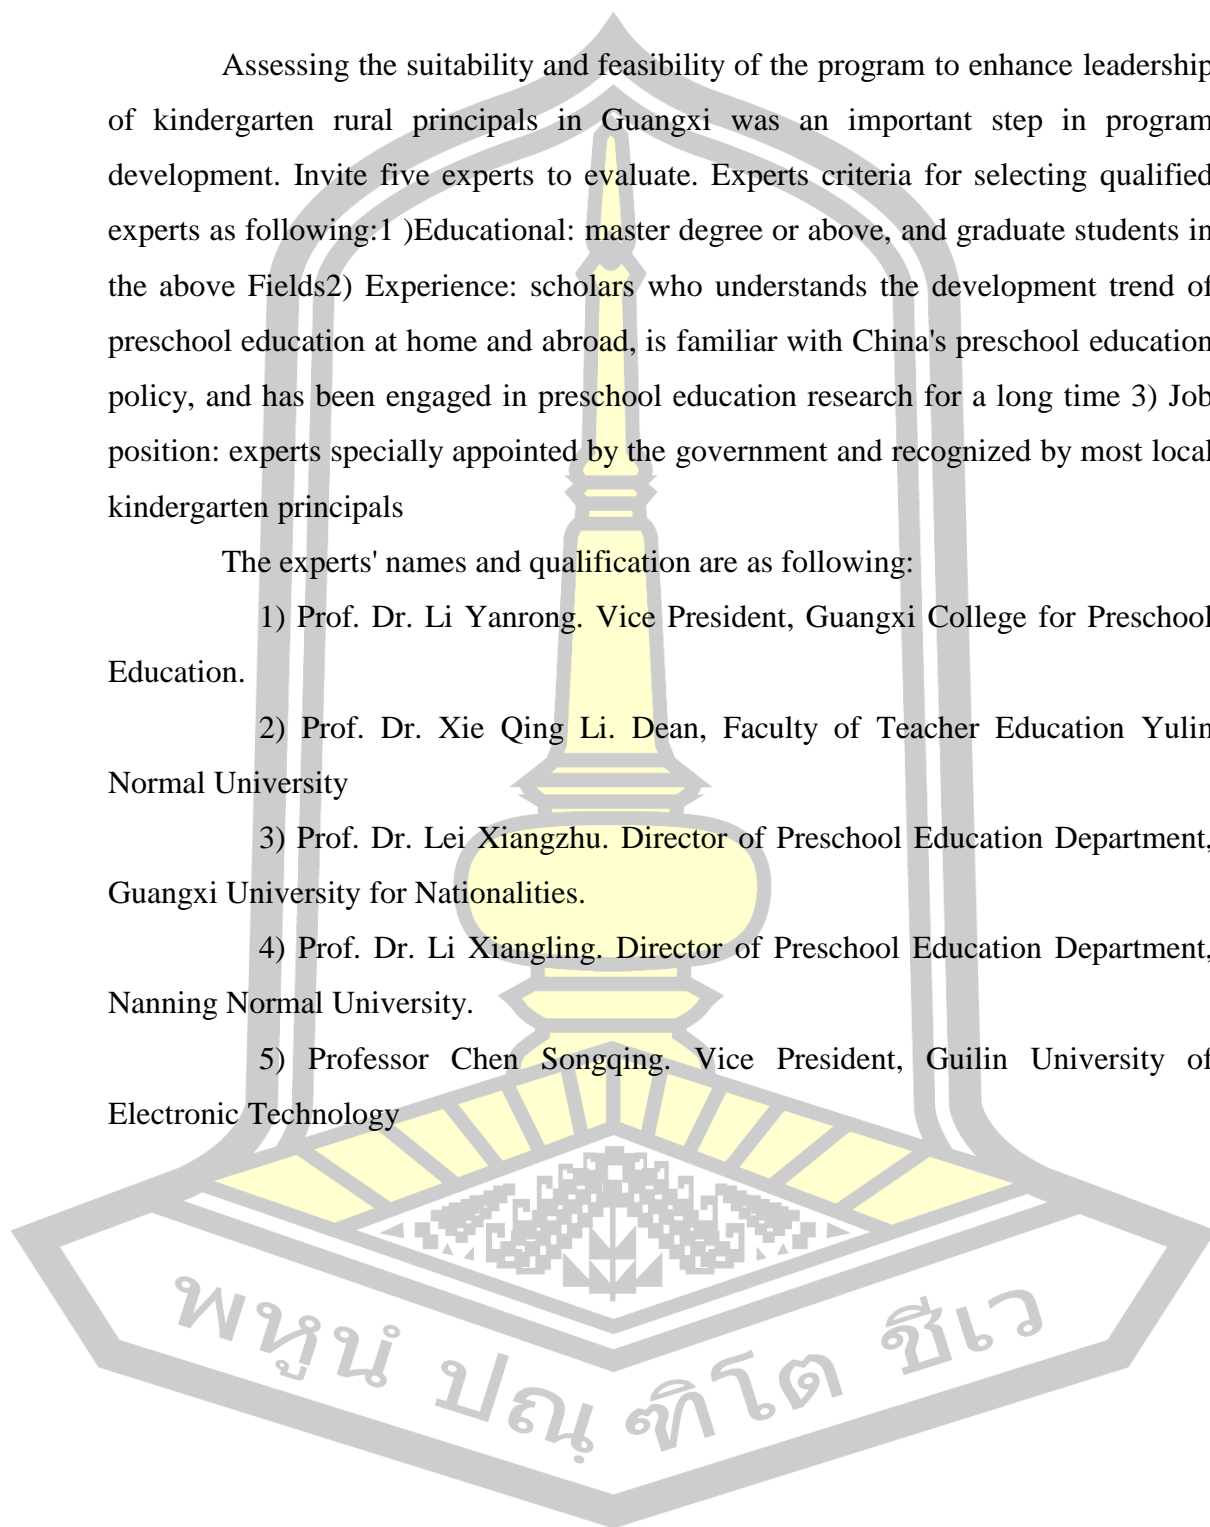 Assessing the suitability and feasibility of the program to enhance leadership
of kindergarten rural principals in Guangxi was an important step in program
development. Invite five experts to evaluate. Experts criteria for selecting qualified
experts as following:1 )Educational: master degree or above, and graduate students in
the above Fields2) Experience: scholars who understands the development trend of
preschool education at home and abroad, is familiar with China's preschool education
policy, and has been engaged in preschool education research for a long time 3) Job
position: experts specially appointed by the government and recognized by most local
kindergarten principals
The experts' names and qualification are as following:
1) Prof. Dr. Li Yanrong. Vice President, Guangxi College for Preschool
Education.
2) Prof. Dr. Xie Qing Li. Dean, Faculty of Teacher Education Yulin
Normal University
3) Prof. Dr. Lei Xiangzhu. Director of Preschool Education Department,
Guangxi University for Nationalities.
4) Prof. Dr. Li Xiangling. Director of Preschool Education Department,
Nanning Normal University.
5) Professor Chen Songqing. Vice President, Guilin University of
Electronic Technology
พหูนํ ปณฺฑิโต ชีเว